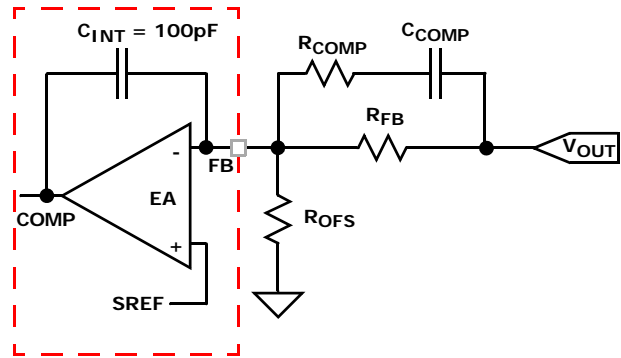 CINT = 100pF
RCOMP
CCOMP
RFB
-
FB
VOUT
EA
COMP
ROFS
+
SREF